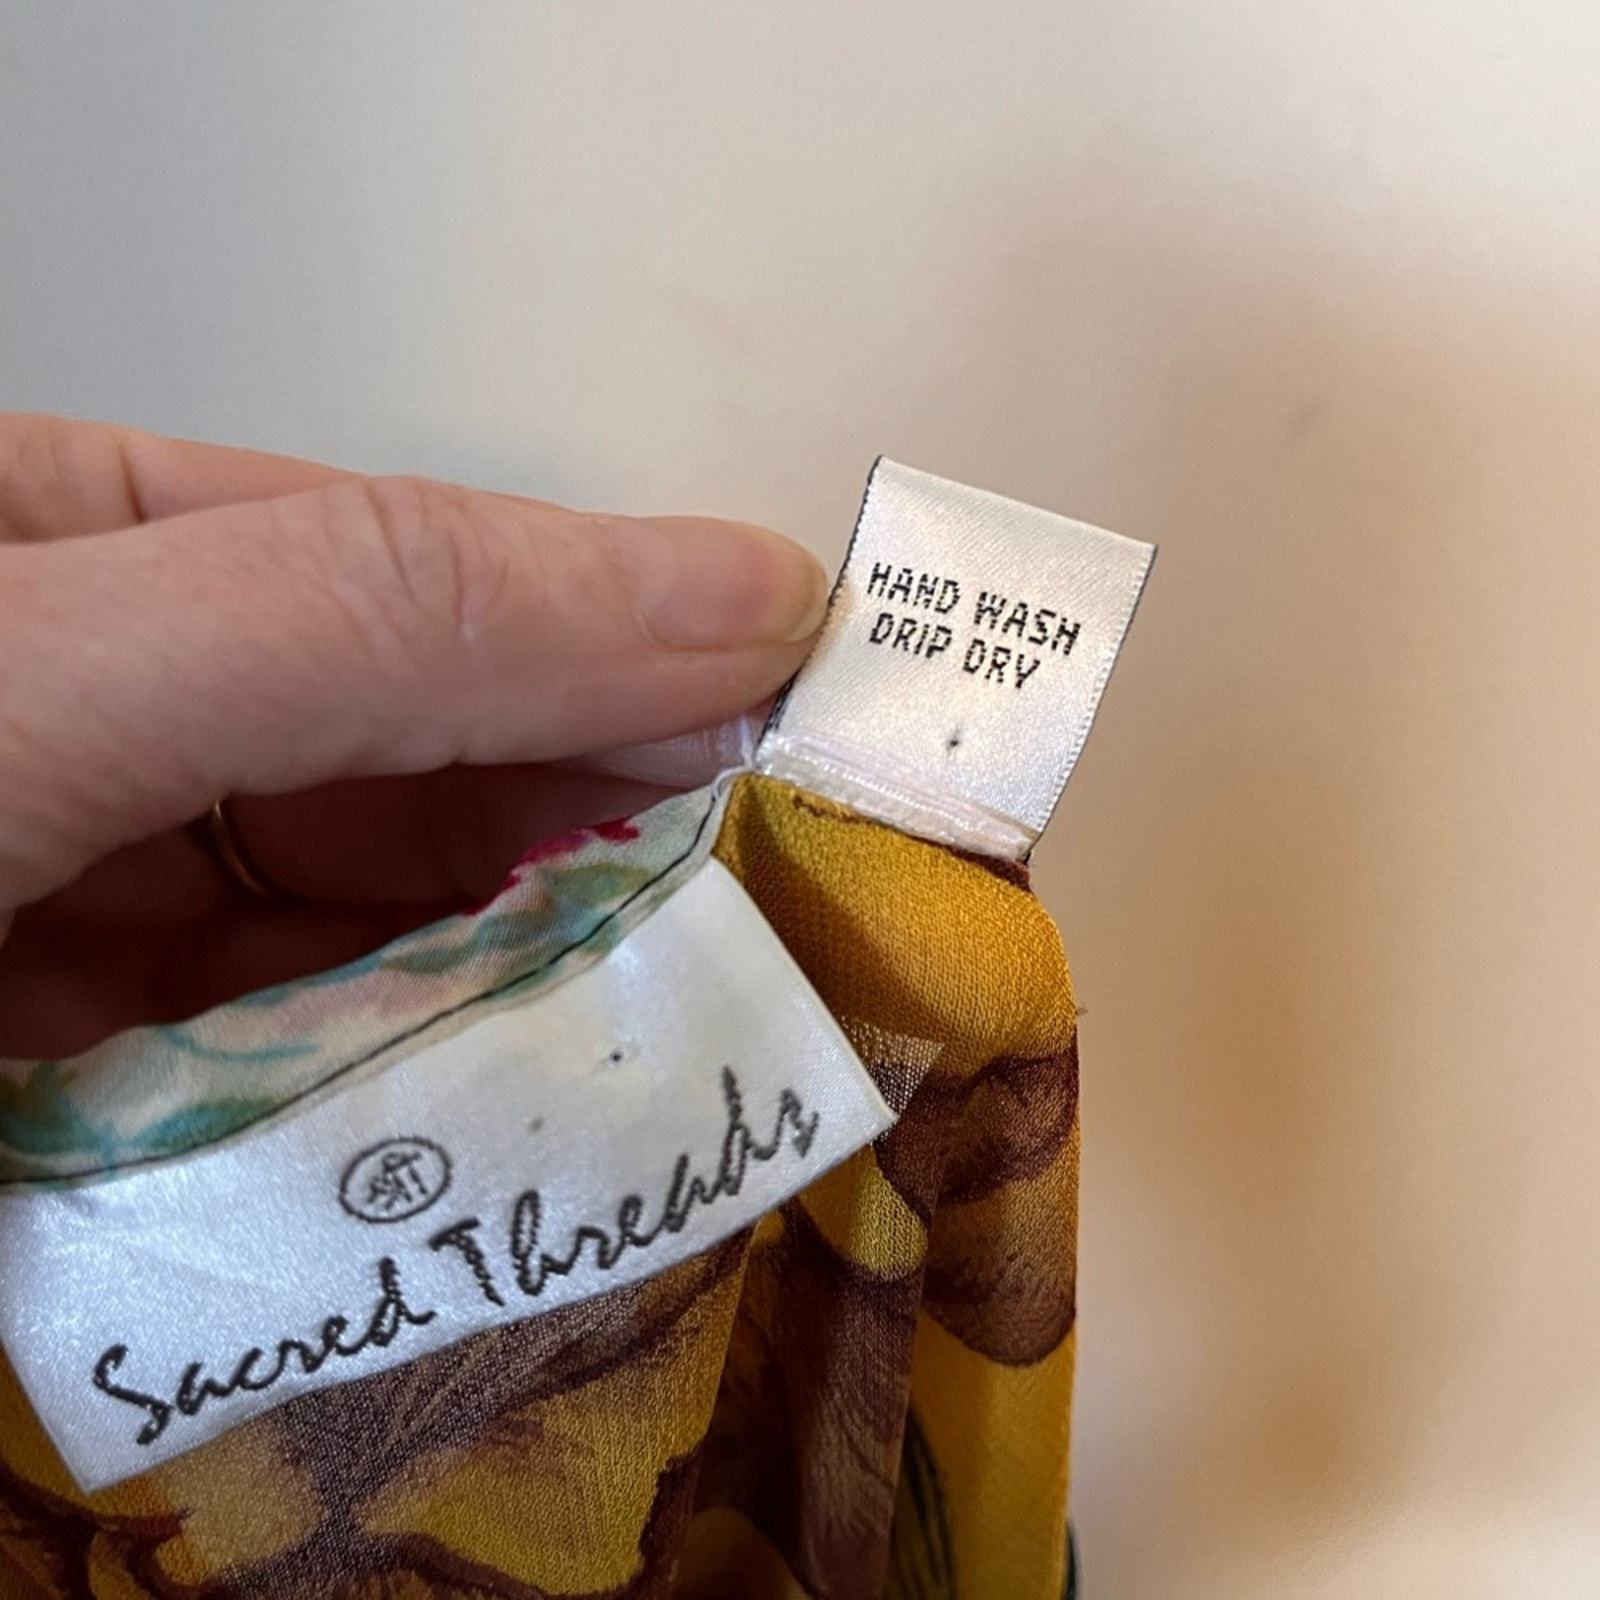 HAND WASH
DRIP DRY
Sacred Threads